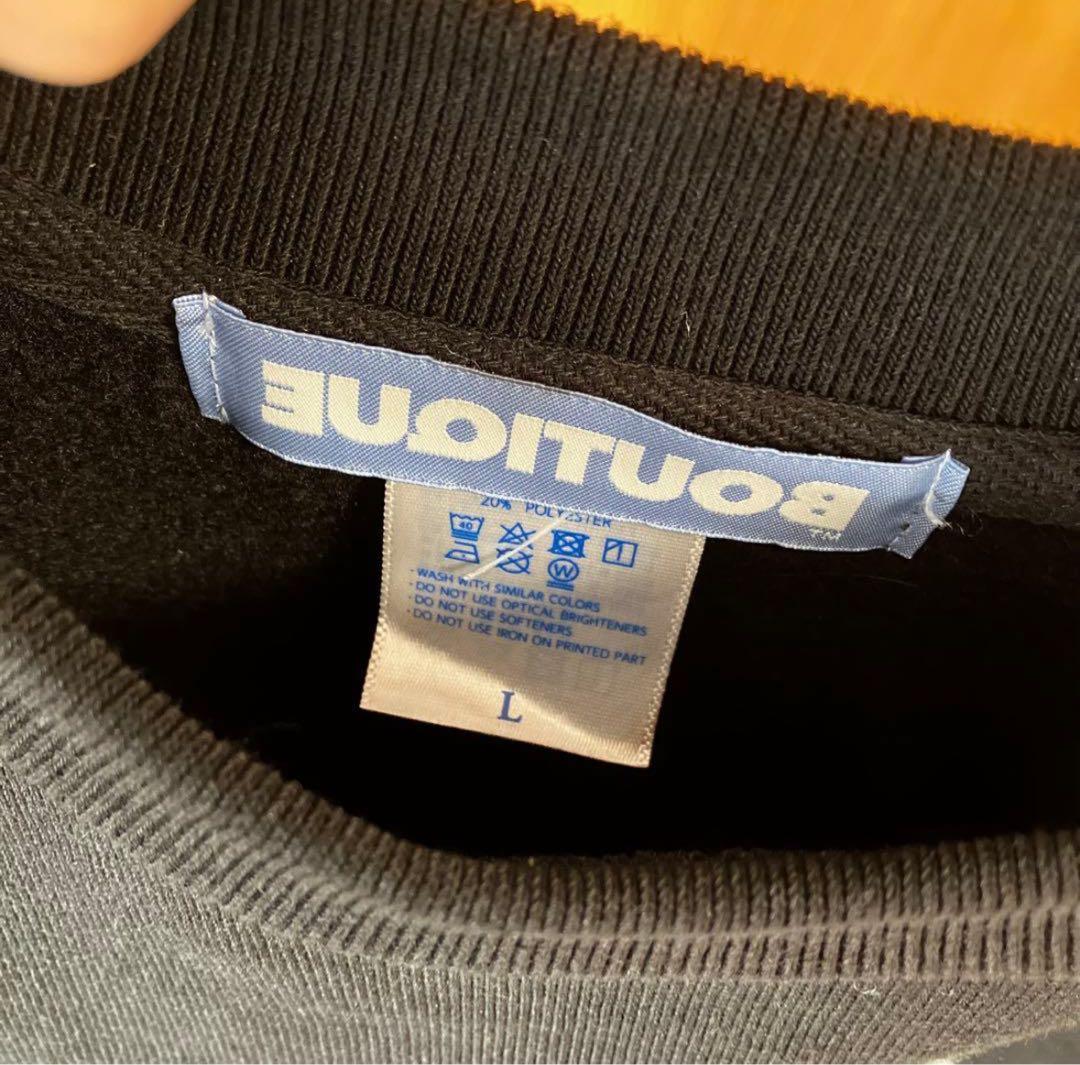 BOUTIQUE
TM
20% POLYESTER
40
W
· WASH WITH SIMILAR COLORS
· DO NOT USE OPTICAL BRIGHTENERS
· DO NOT USE SOFTENERS
· DO NOT USE IRON ON PRINTED PART
L